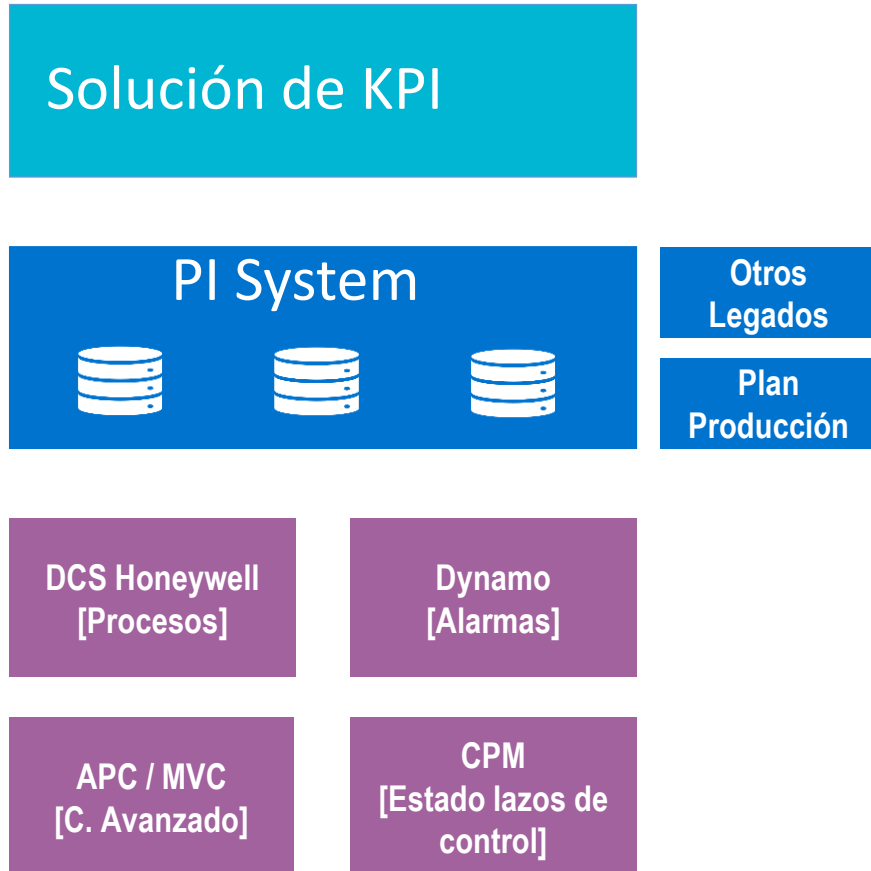 Solución de KPI
PI System
Otros
Legados
Plan
Producción
DCS Honeywell
[Procesos]
Dynamo
[Alarmas]
APC / MVC
[C. Avanzado]
CPM
[Estado lazos de
control]